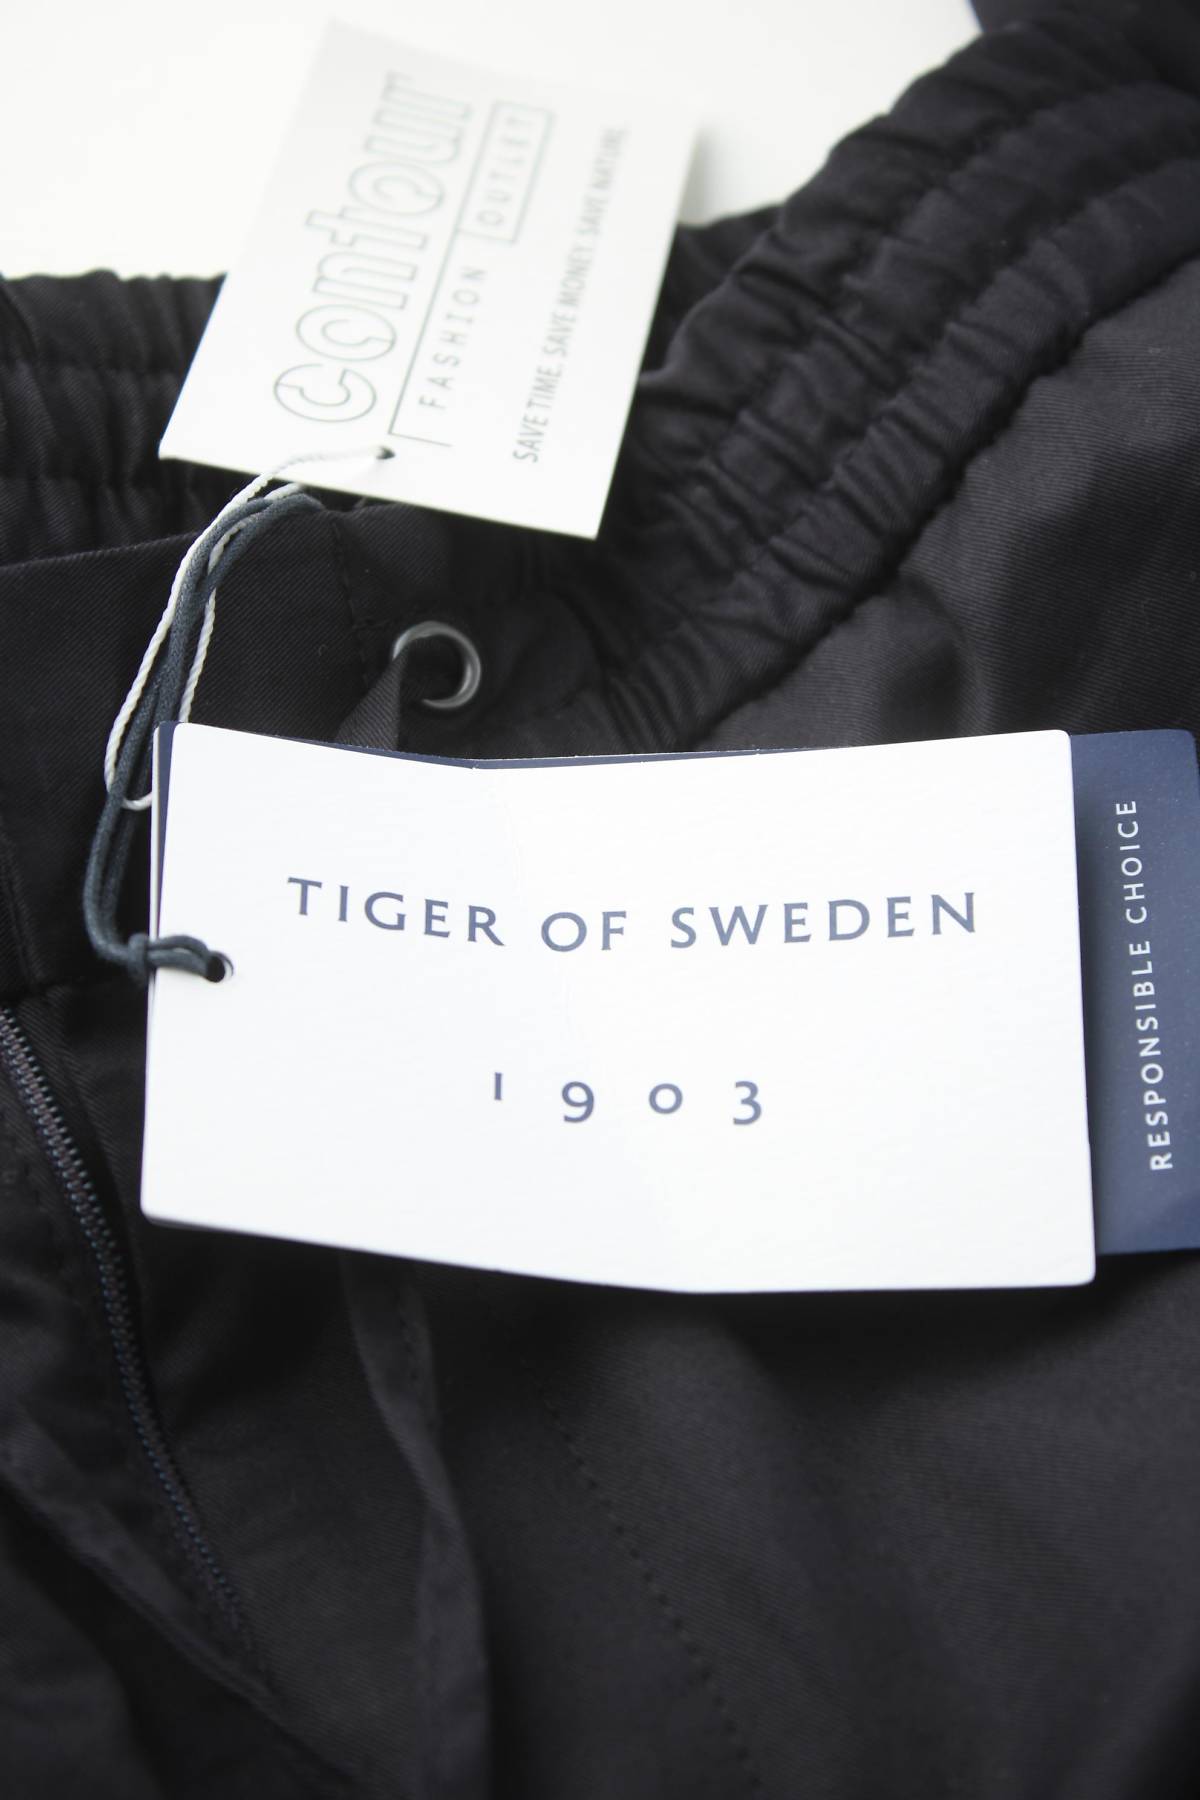 contour
FASHION OUTLET
SAVE TIME. SAVE MONEY. SAVE NATURE.
TIGER OF SWEDEN
1903
RESPONSIBLE CHOICE